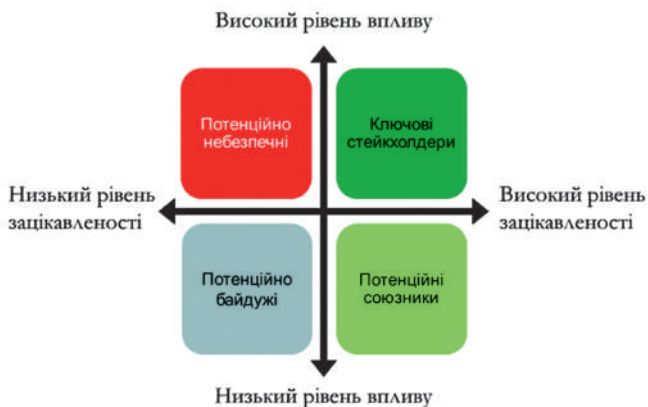 Високий рівень впливу
Потенційно
небезпечні
Ключові
стейкхолдери
Низький рівень
зацікавленості
Високий рівень
зацікавленості
Потенційно
байдужі
Потенційні
союзники
Низький рівень впливу